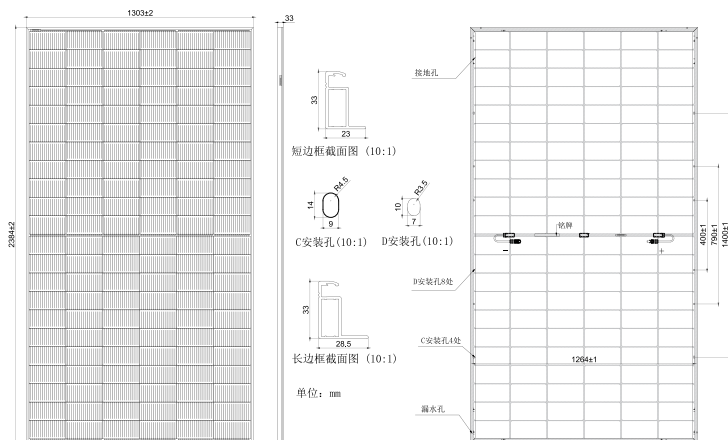 1303±2
33
2384±2
33
23
短边框截面图 (10:1)
14
R4.5
9
10
R3.5
7
C安装孔(10:1)
D安装孔(10:1)
33
28.5
长边框截面图 (10:1)
单位: mm
接地孔
铭牌
- +
D安装孔8处
C安装孔4处
1264±1
漏水孔
400±1
790±1
1400±1